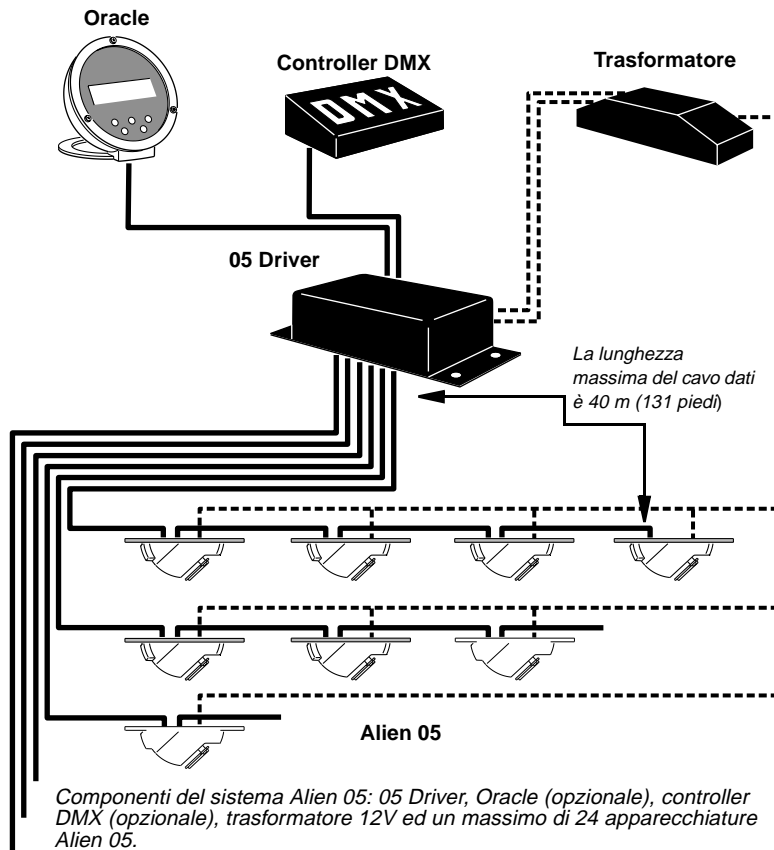 Oracle
Controller DMX
Trasformatore
DMX
05 Driver
La lunghezza
massima del cavo dati
è 40 m (131 piedi)
Alien 05
Componenti del sistema Alien 05: 05 Driver, Oracle (opzionale), controller
DMX (opzionale), trasformatore 12V ed un massimo di 24 apparecchiature
Alien 05.